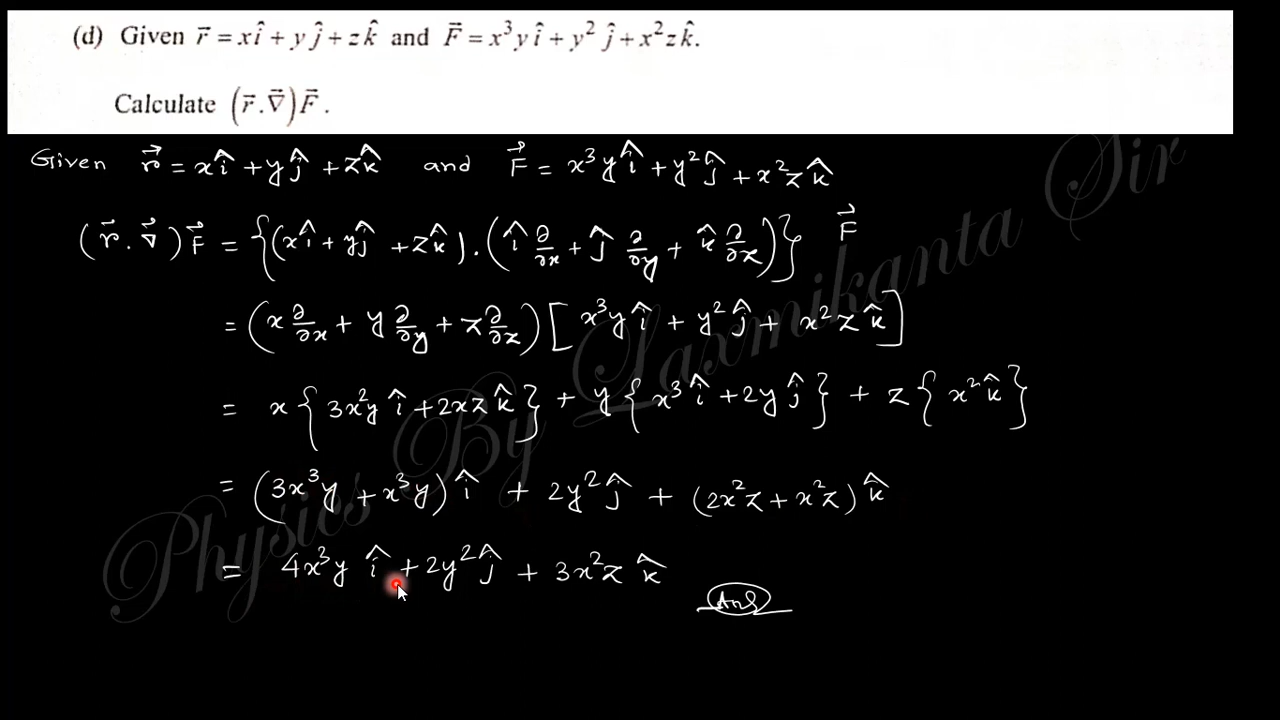 (d) Given r⃗ = xî + yĵ + zk̂ and F⃗ = x³yî + y²ĵ + x²zk̂.
Calculate (r⃗.∇⃗)F⃗.
Given r⃗ = xî + yĵ + zk̂ and F⃗ = x³yî + y²ĵ + x²zk̂
(r⃗.∇⃗)F⃗ = {(xî + yĵ + zk̂).(î ∂/∂x + ĵ ∂/∂y + k̂ ∂/∂z)} F⃗
= (x ∂/∂x + y ∂/∂y + z ∂/∂z)[x³yî + y²ĵ + x²zk̂]
= x{3x²yî + 2xzk̂} + y{x³î + 2yĵ} + z{x²k̂}
= (3x³y + x³y)î + 2y²ĵ + (2x²z + x²z)k̂
= 4x³yî + 2y²ĵ + 3x²zk̂
Ans
Physics By Laxmikanta Sir